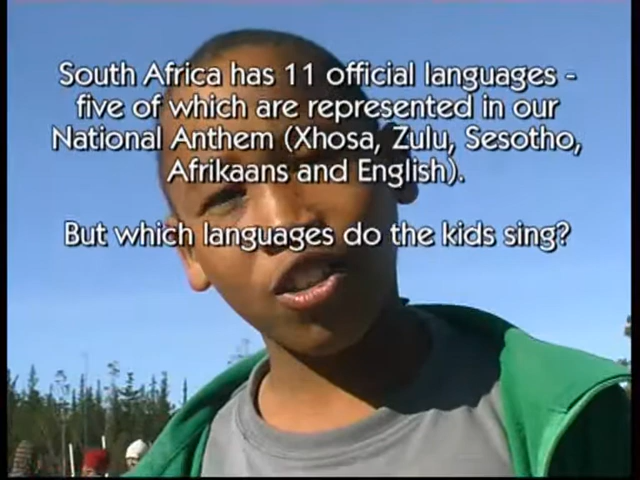 South Africa has 11 official languages -
five of which are represented in our
National Anthem (Xhosa, Zulu, Sesotho,
Afrikaans and English).
But which languages do the kids sing?